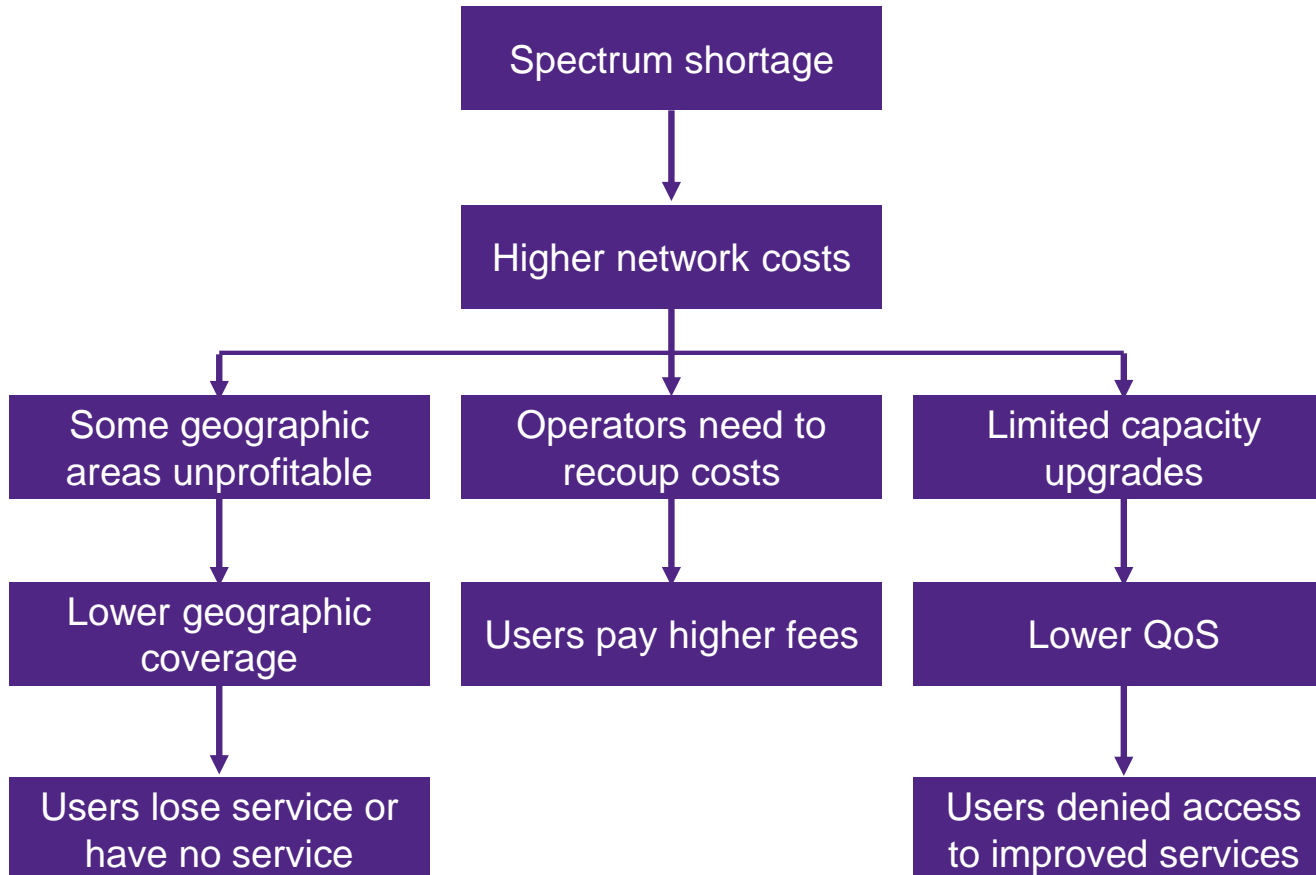 Spectrum shortage
Higher network costs
Some geographic
areas unprofitable
Operators need to
recoup costs
Limited capacity
upgrades
Lower geographic
coverage
Users pay higher fees
Lower QoS
Users lose service or
have no service
Users denied access
to improved services